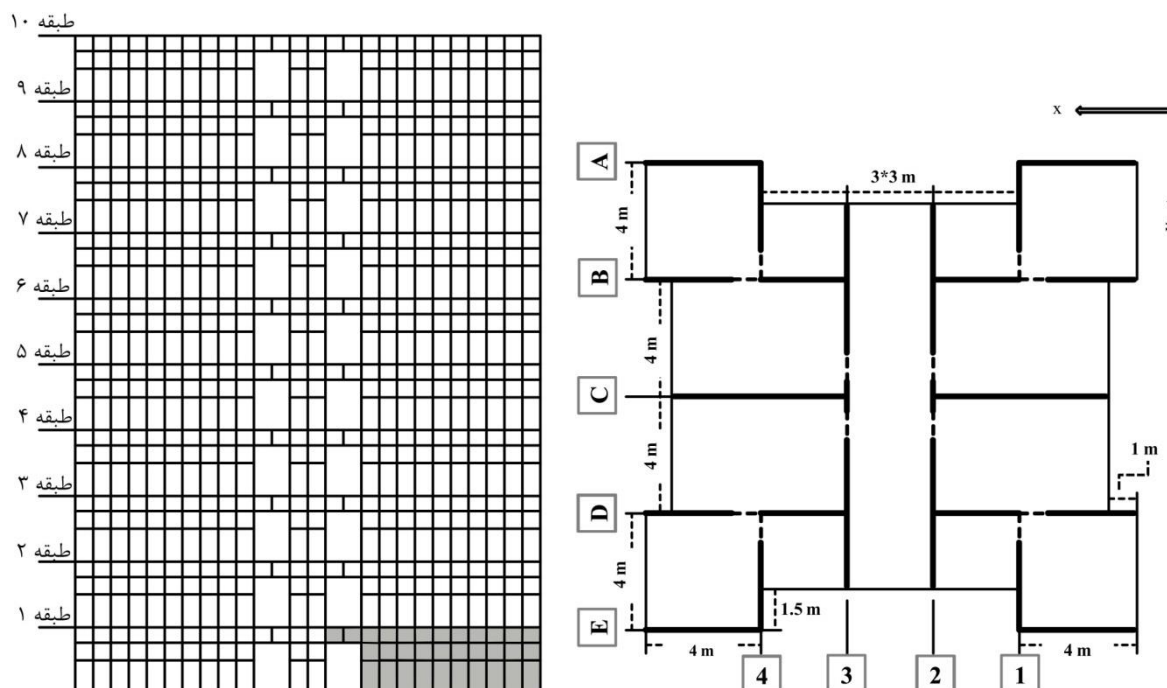 طبقه ۱۰
طبقه ۹
طبقه ۸
طبقه ۷
طبقه ۶
طبقه ۵
طبقه ۴
طبقه ۳
طبقه ۲
طبقه ۱
x
A
3*3 m
4 m
B
4 m
C
4 m
1 m
D
4 m
1.5 m
E
4 m
4 m
4
3
2
1